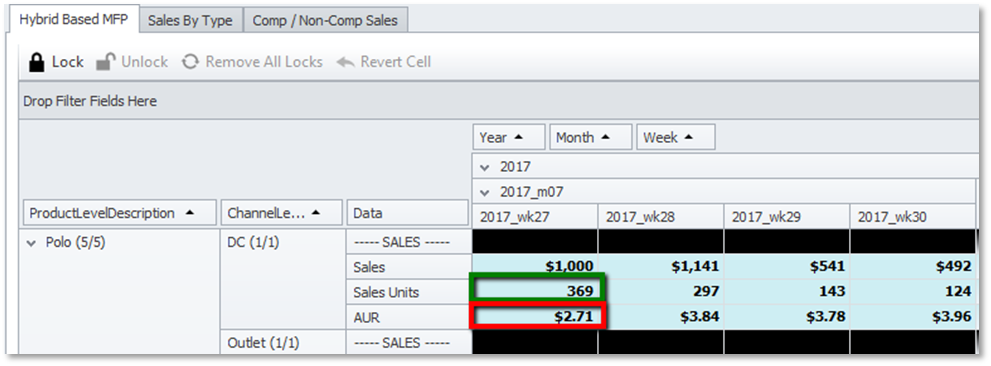 Hybrid Based MFP Sales By Type Comp / Non-Comp Sales
Lock Unlock Remove All Locks Revert Cell
Drop Filter Fields Here
Year Month Week
2017
2017_m07
ProductLevelDescription ChannelLe... Data 2017_wk27 2017_wk28 2017_wk29 2017_wk30
Polo (5/5) DC (1/1) ----- SALES -----
Sales $1,000 $1,141 $541 $492
Sales Units 369 297 143 124
AUR $2.71 $3.84 $3.78 $3.96
Outlet (1/1) ----- SALES -----